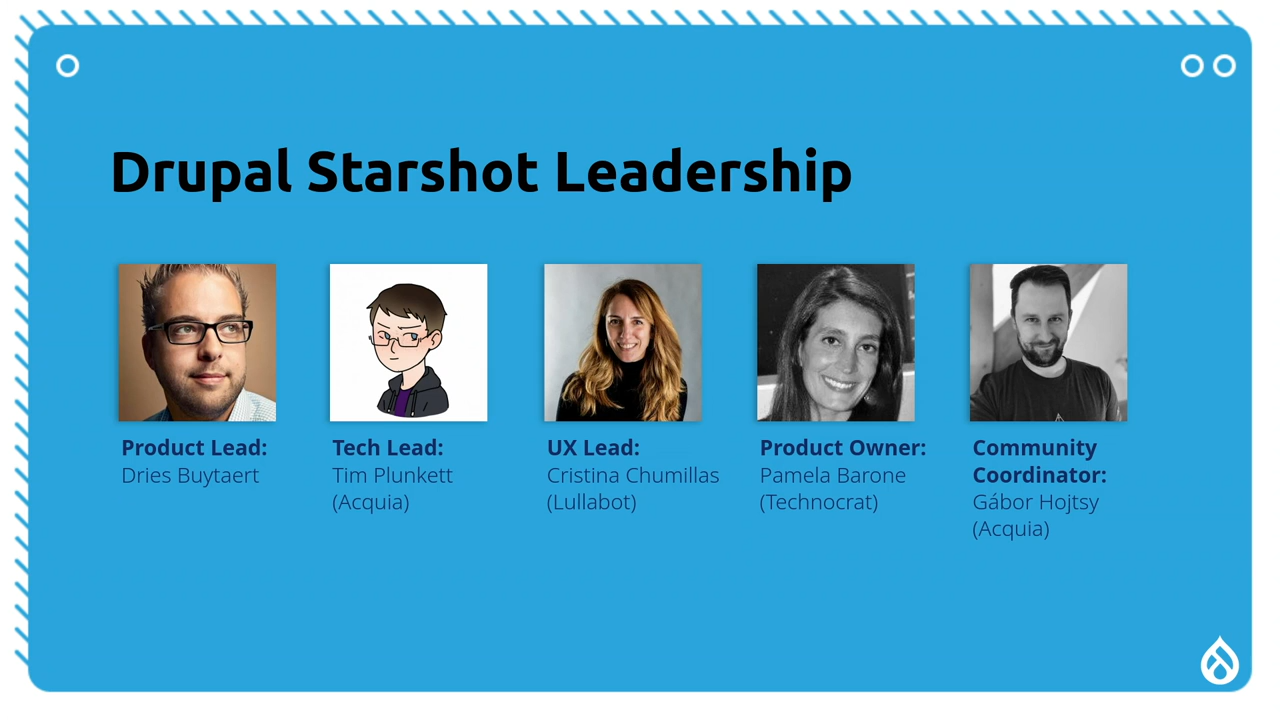 Drupal Starshot Leadership
Product Lead:
Dries Buytaert
Tech Lead:
Tim Plunkett
(Acquia)
UX Lead:
Cristina Chumillas
(Lullabot)
Product Owner:
Pamela Barone
(Technocrat)
Community
Coordinator:
Gábor Hojtsy
(Acquia)